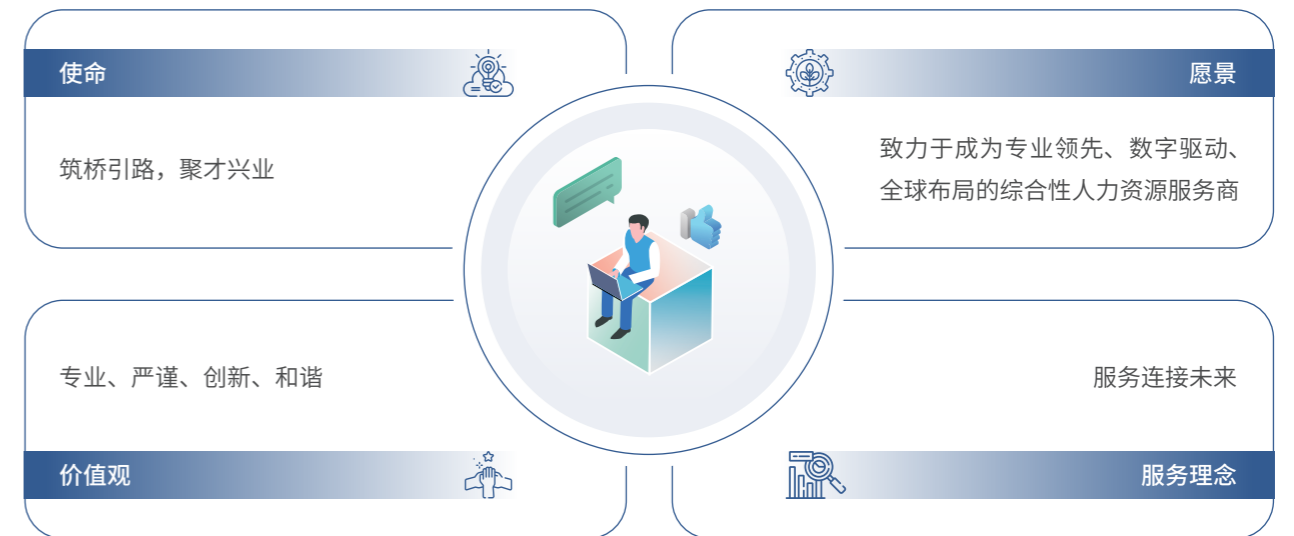 使命
筑桥引路，聚才兴业
愿景
致力于成为专业领先、数字驱动、
全球布局的综合性人力资源服务商
专业、严谨、创新、和谐
价值观
服务连接未来
服务理念